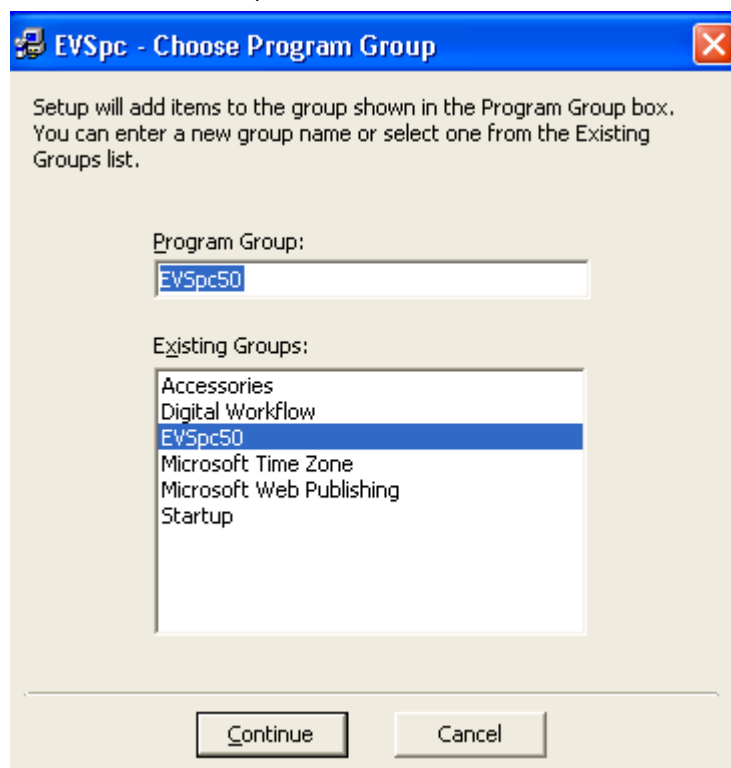 EVSpc - Choose Program Group
Setup will add items to the group shown in the Program Group box.
You can enter a new group name or select one from the Existing
Groups list.
Program Group:
EVSpc50
Existing Groups:
Accessories
Digital Workflow
EVSpc50
Microsoft Time Zone
Microsoft Web Publishing
Startup
Continue
Cancel